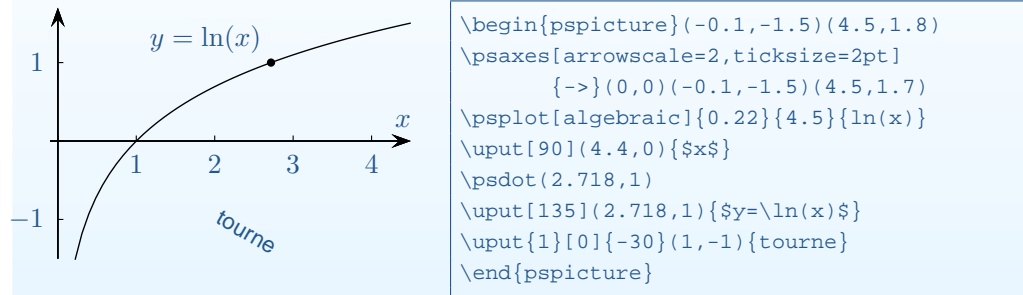 y = ln(x)
1
x
1 2 3 4
−1
tourne
\begin{pspicture}(-0.1,-1.5)(4.5,1.8)
\psaxes[arrowscale=2,ticksize=2pt]
{->}(0,0)(-0.1,-1.5)(4.5,1.7)
\psplot[algebraic]{0.22}{4.5}{ln(x)}
\uput[90](4.4,0){$x$}
\psdot(2.718,1)
\uput[135](2.718,1){$y=\ln(x)$}
\uput{1}[0]{-30}(1,-1){tourne}
\end{pspicture}